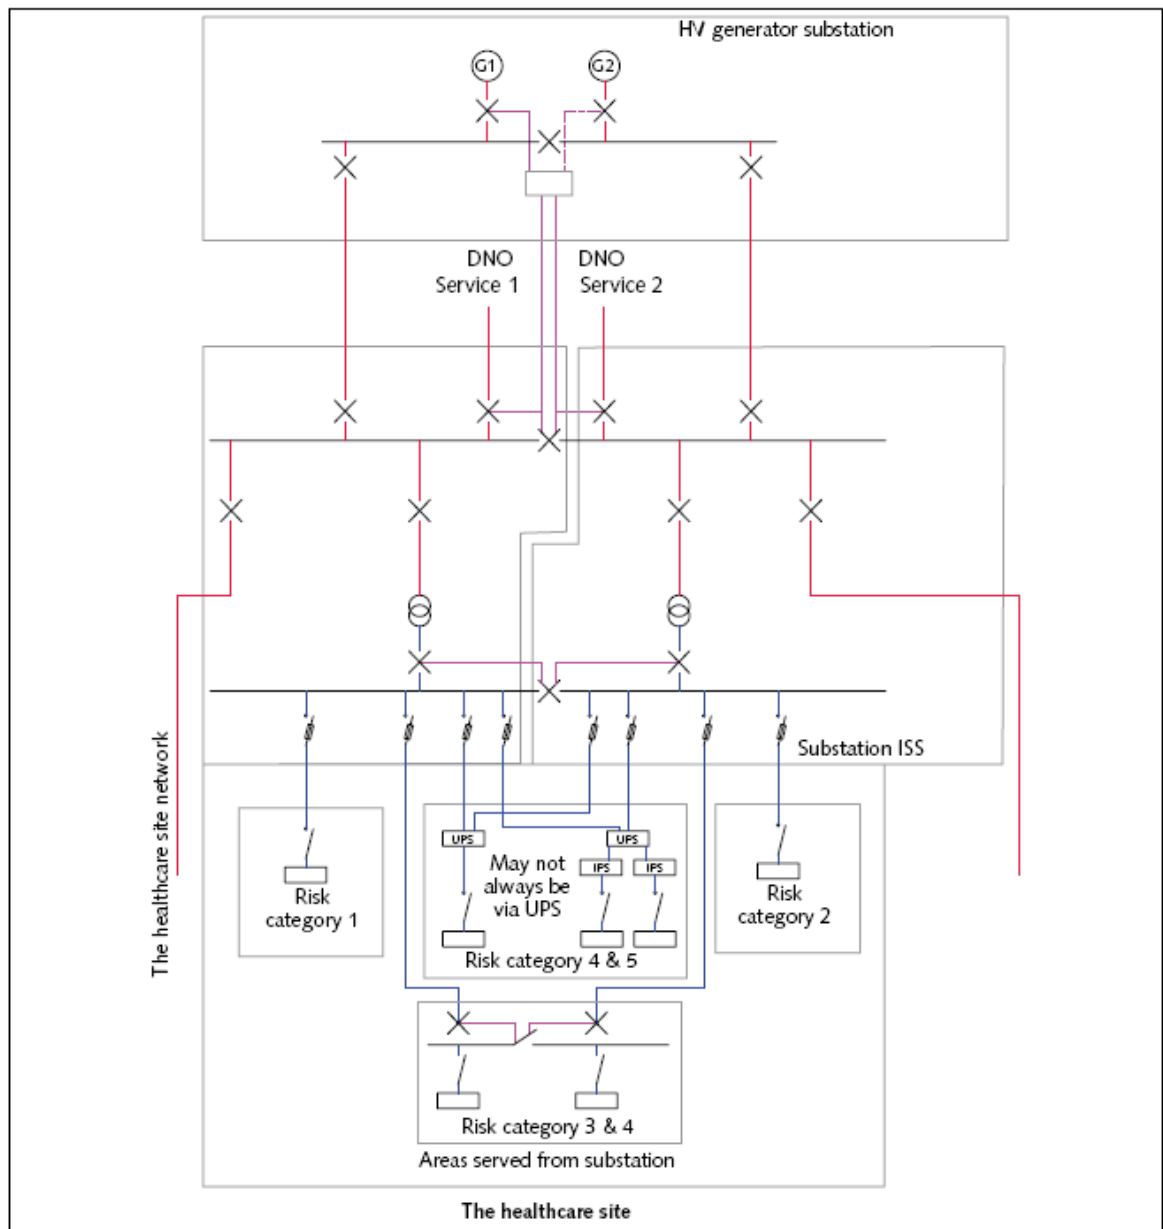 HV generator substation
G1
G2
DNO
Service 1
DNO
Service 2
The healthcare site network
Substation ISS
UPS
UPS
IPS
IPS
May not
always be
via UPS
Risk
category 1
Risk
category 2
Risk category 4 & 5
Risk category 3 & 4
Areas served from substation
The healthcare site